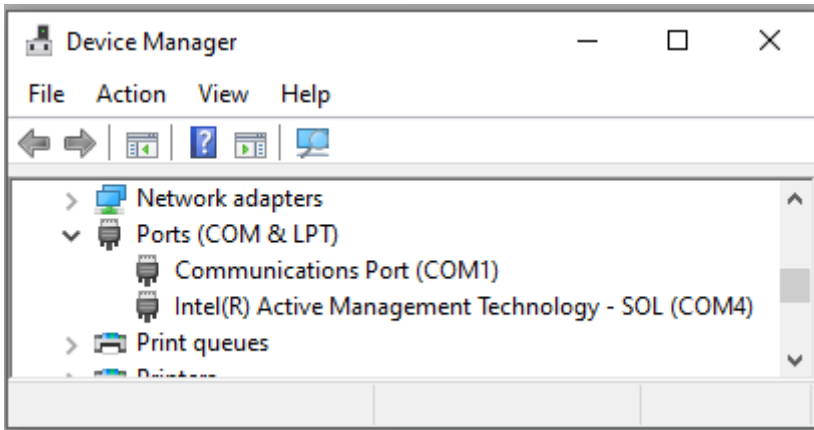 Device Manager
File Action View Help
Network adapters
Ports (COM & LPT)
Communications Port (COM1)
Intel(R) Active Management Technology - SOL (COM4)
Print queues
Printers